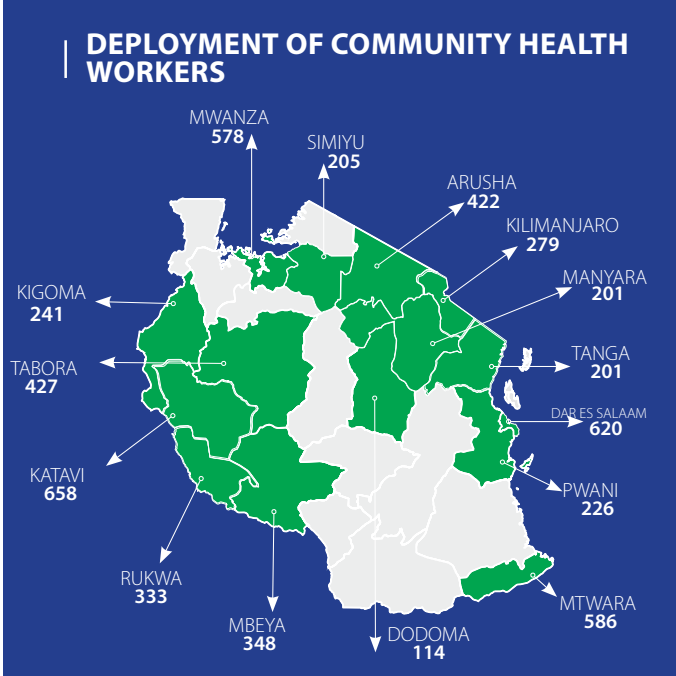 DEPLOYMENT OF COMMUNITY HEALTH
WORKERS
MWANZA
578
SIMIYU
205
ARUSHA
422
KILIMANJARO
279
MANYARA
201
KIGOMA
241
TANGA
201
TABORA
427
DAR ES SALAAM
620
KATAVI
658
PWANI
226
RUKWA
333
MTWARA
586
MBEYA
348
DODOMA
114